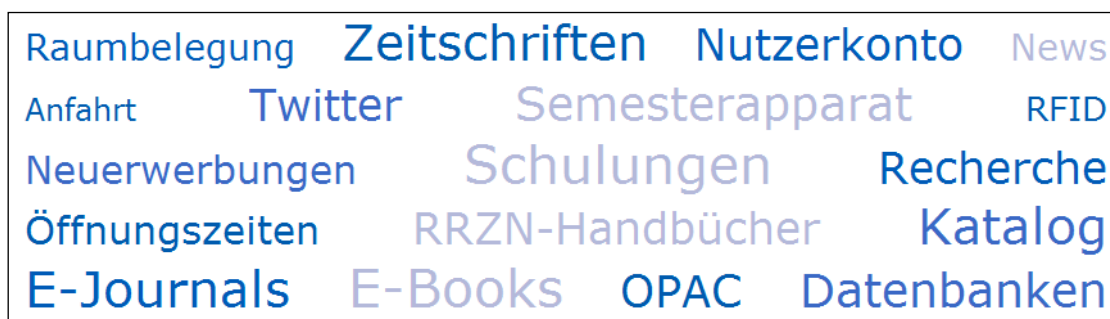 Raumbelegung Zeitschriften Nutzerkonto News
Anfahrt Twitter Semesterapparat RFID
Neuerwerbungen Schulungen Recherche
Öffnungszeiten RRZN-Handbücher Katalog
E-Journals E-Books OPAC Datenbanken